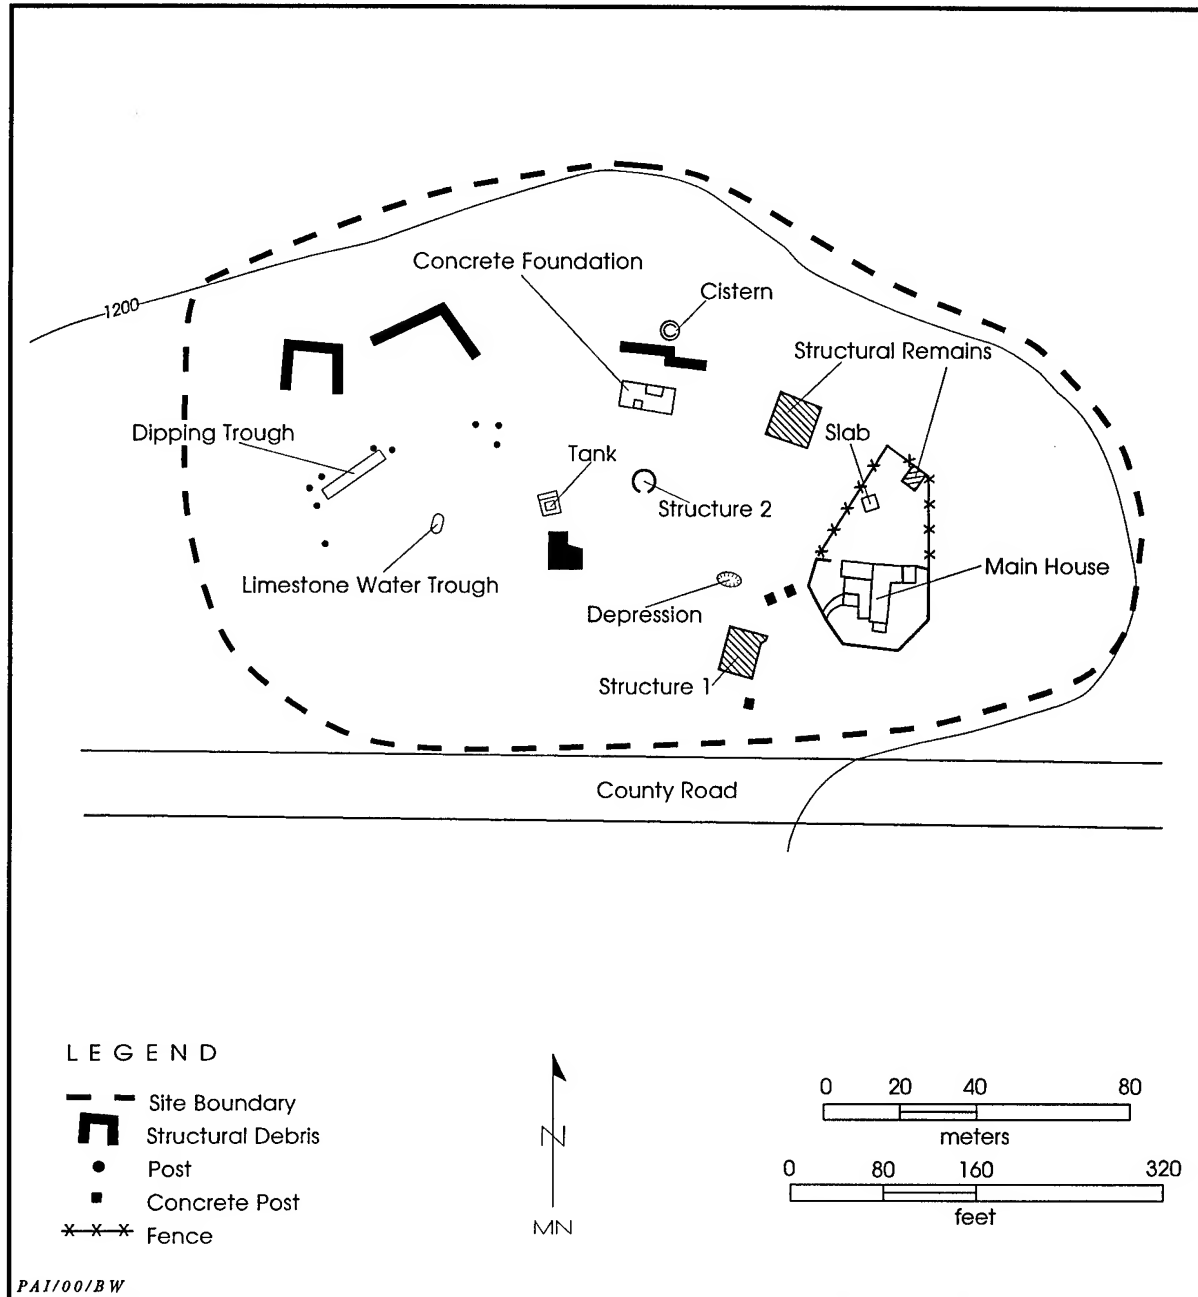 Concrete Foundation
Cistern
1200
Structural Remains
Dipping Trough
Slab
Tank
Structure 2
Limestone Water Trough
Main House
Depression
Structure 1
County Road
LEGEND
Site Boundary
Structural Debris
Post
Concrete Post
Fence
N
MN
0 20 40 80
meters
0 80 160 320
feet
PAI/00/BW